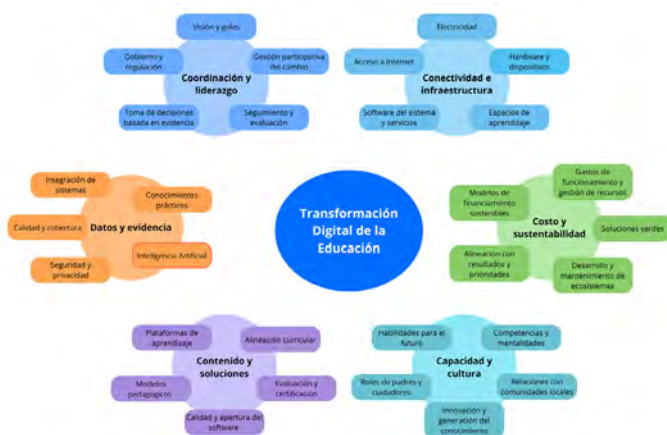 Visión y goles
Gobierno y
regulación
Gestión participativa
del cambio
Coordinación y
liderazgo
Toma de decisiones
basada en evidencia
Seguimiento y
evaluación
Electricidad
Acceso a Internet
Hardware y
dispositivos
Conectividad e
infraestructura
Software del sistema
y servicios
Espacios de
aprendizaje
Integración de
sistemas
Conocimientos
prácticos
Calidad y cobertura
Datos y evidencia
Seguridad y
privacidad
Inteligencia Artificial
Transformación
Digital de la
Educación
Gastos de
funcionamiento y
gestión de recursos
Modelos de
financiamiento
sostenibles
Costo y
sustentabilidad
Soluciones verdes
Alineación con
resultados y
prioridades
Desarrollo y
mantenimiento de
ecosistemas
Plataformas de
aprendizaje
Alineación curricular
Contenido y
soluciones
Modelos
pedagógicos
Evaluación y
certificación
Calidad y apertura del
software
Habilidades para el
futuro
Competencias y
mentalidades
Capacidad y
cultura
Roles de padres y
cuidadores
Relaciones con
comunidades locales
Innovación y
generación del
conocimiento